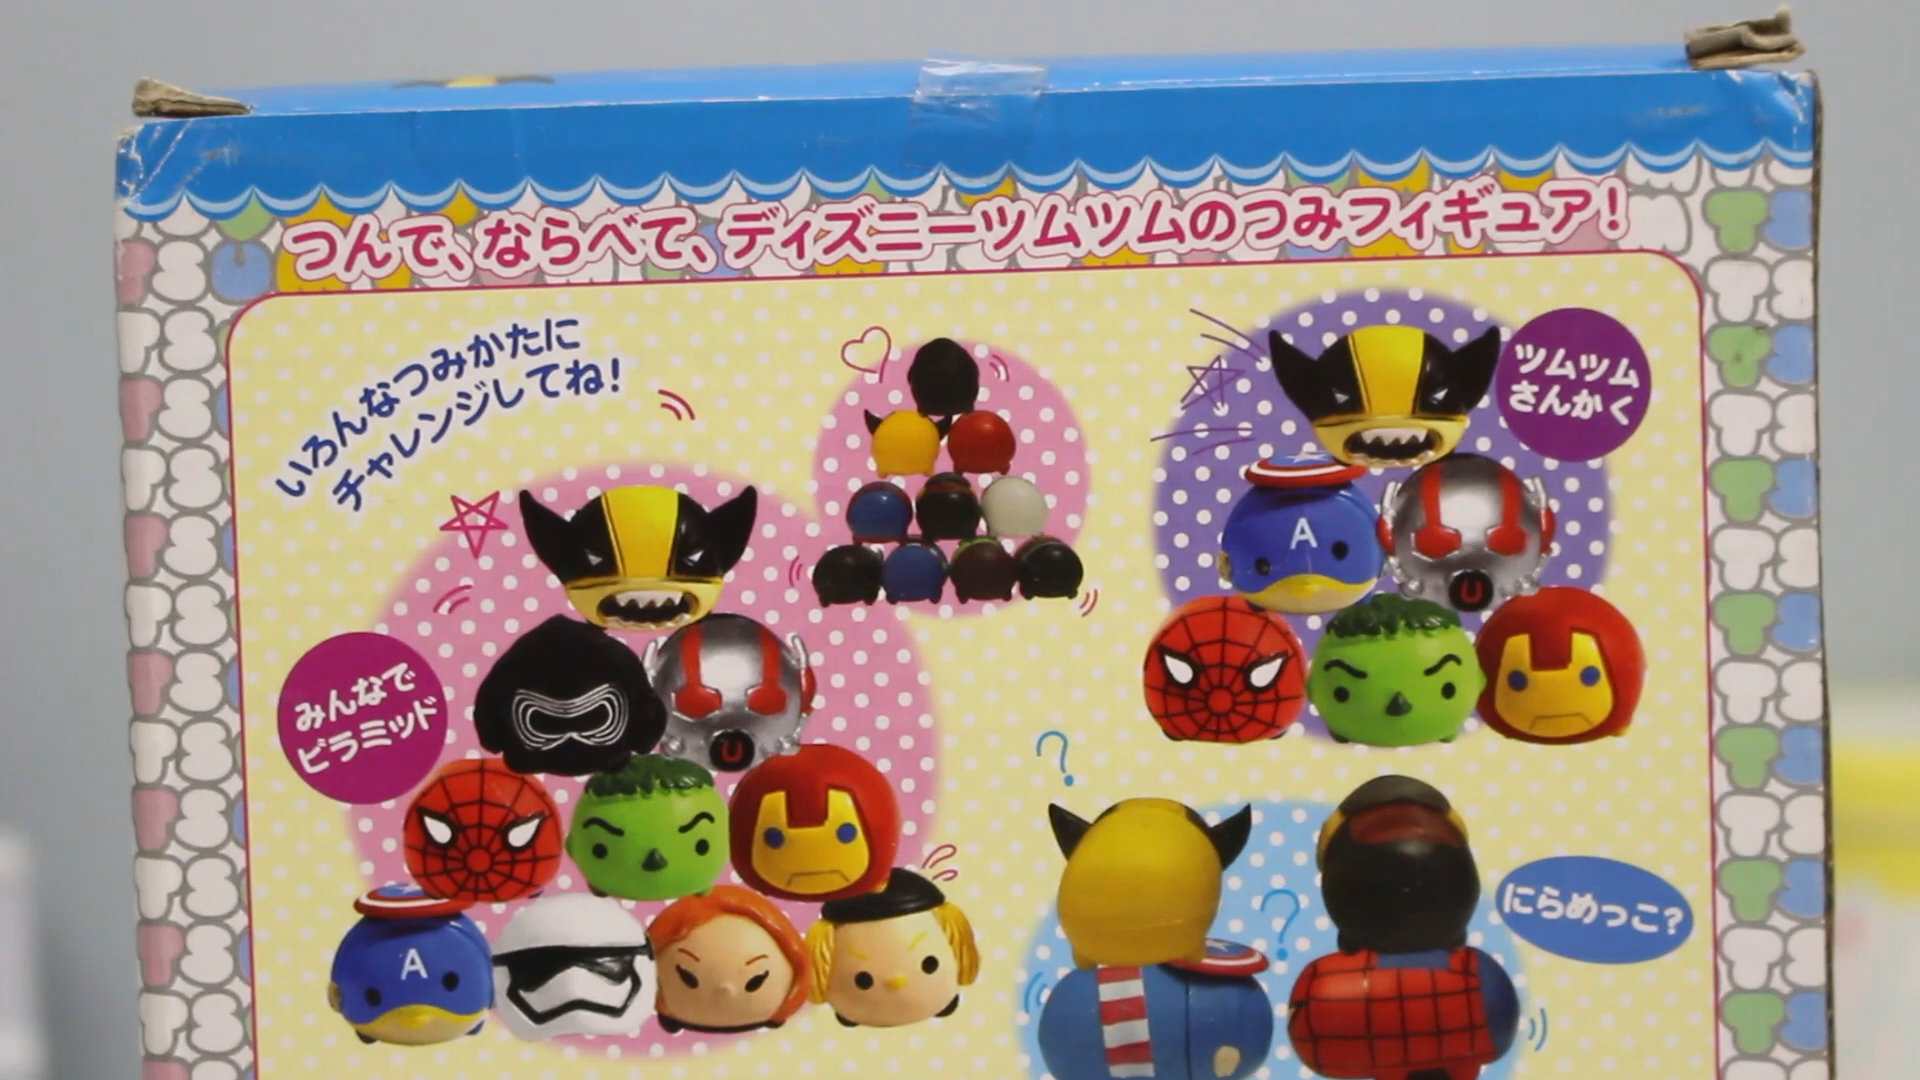 つんで、ならべて、ディズニーツムツムのつみフィギュア!
いろんなつみかたに
チャレンジしてね!
ツムツム
さんかく
みんなで
ピラミッド
にらめっこ?
A
A